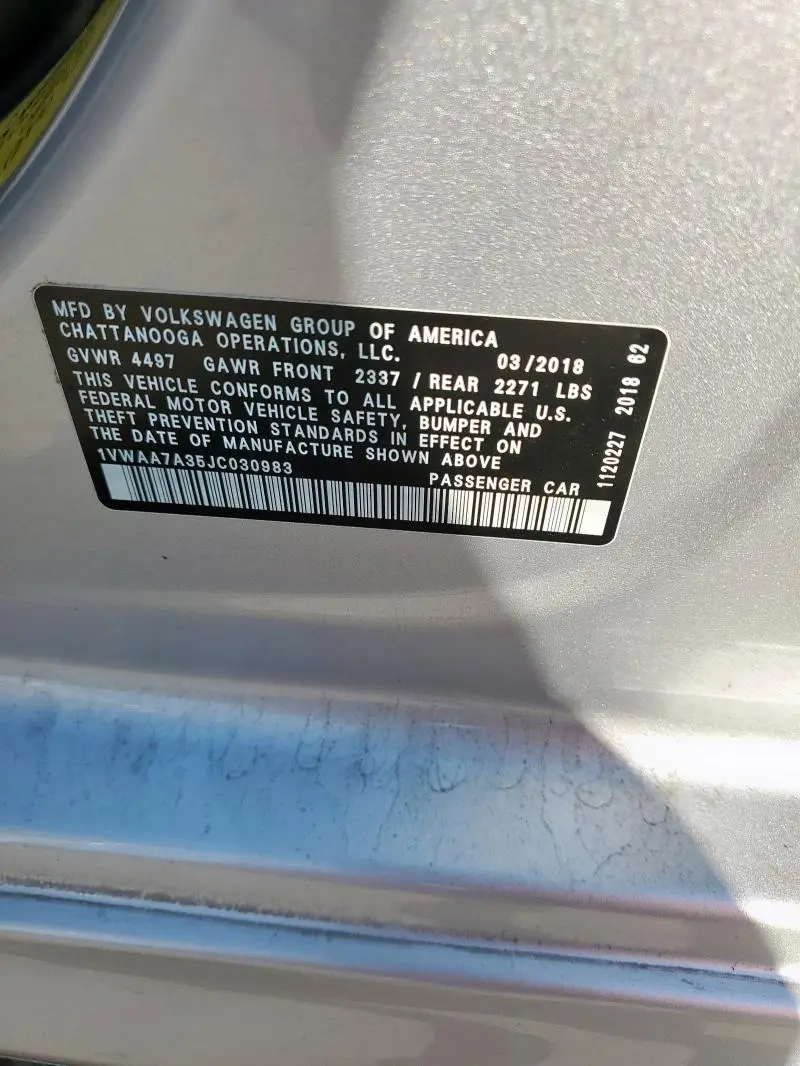 MFD BY VOLKSWAGEN GROUP OF AMERICA
CHATTANOOGA OPERATIONS, LLC. 03/2018
GVWR 4497 GAWR FRONT 2337 / REAR 2271 LBS
THIS VEHICLE CONFORMS TO ALL APPLICABLE U.S.
FEDERAL MOTOR VEHICLE SAFETY, BUMPER AND
THEFT PREVENTION STANDARDS IN EFFECT ON
THE DATE OF MANUFACTURE SHOWN ABOVE
1VWAA7A35JC030983 PASSENGER CAR
1120227 2018 62